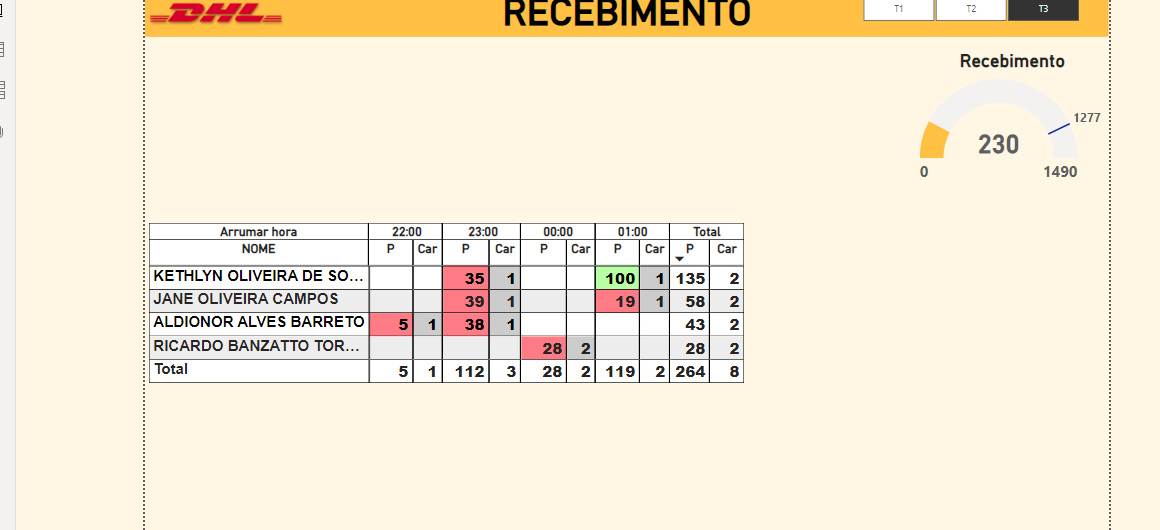 DHL RECEBIMENTO T1 T2 T3
Recebimento
1277
230
0 1490
Arrumar hora 22:00 23:00 00:00 01:00 Total
NOME P Car P Car P Car P Car P Car
KETHLYN OLIVEIRA DE SO... 35 1 100 1 135 2
JANE OLIVEIRA CAMPOS 39 1 19 1 58 2
ALDIONOR ALVES BARRETO 5 1 38 1 43 2
RICARDO BANZATTO TOR... 28 2 28 2
Total 5 1 112 3 28 2 119 2 264 8